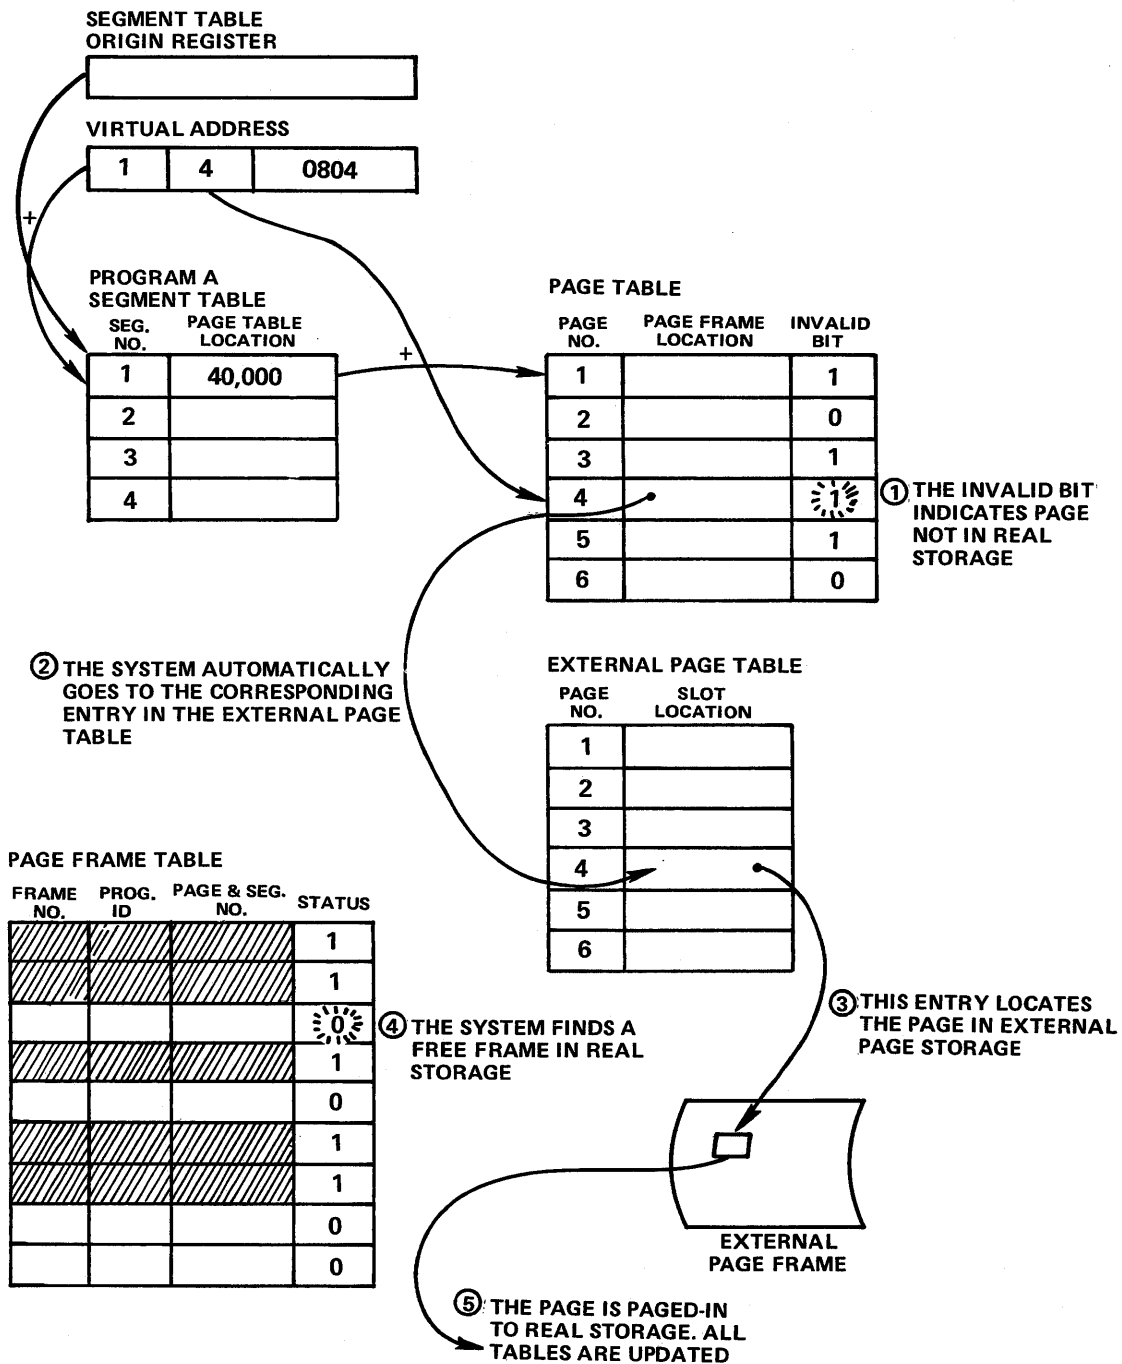 SEGMENT TABLE
ORIGIN REGISTER
VIRTUAL ADDRESS
1 4 0804
+
PROGRAM A
SEGMENT TABLE
SEG. NO. PAGE TABLE LOCATION
1 40,000
2
3
4
+
PAGE TABLE
PAGE NO. PAGE FRAME LOCATION INVALID BIT
1 1
2 0
3 1
4 1
5 1
6 0
1 THE INVALID BIT
INDICATES PAGE
NOT IN REAL
STORAGE
2 THE SYSTEM AUTOMATICALLY
GOES TO THE CORRESPONDING
ENTRY IN THE EXTERNAL PAGE
TABLE
EXTERNAL PAGE TABLE
PAGE NO. SLOT LOCATION
1
2
3
4
5
6
PAGE FRAME TABLE
FRAME NO. PROG. ID PAGE & SEG. NO. STATUS
1
1
0
1
0
1
1
0
0
3 THIS ENTRY LOCATES
THE PAGE IN EXTERNAL
PAGE STORAGE
4 THE SYSTEM FINDS A
FREE FRAME IN REAL
STORAGE
EXTERNAL
PAGE FRAME
5 THE PAGE IS PAGED-IN
TO REAL STORAGE. ALL
TABLES ARE UPDATED